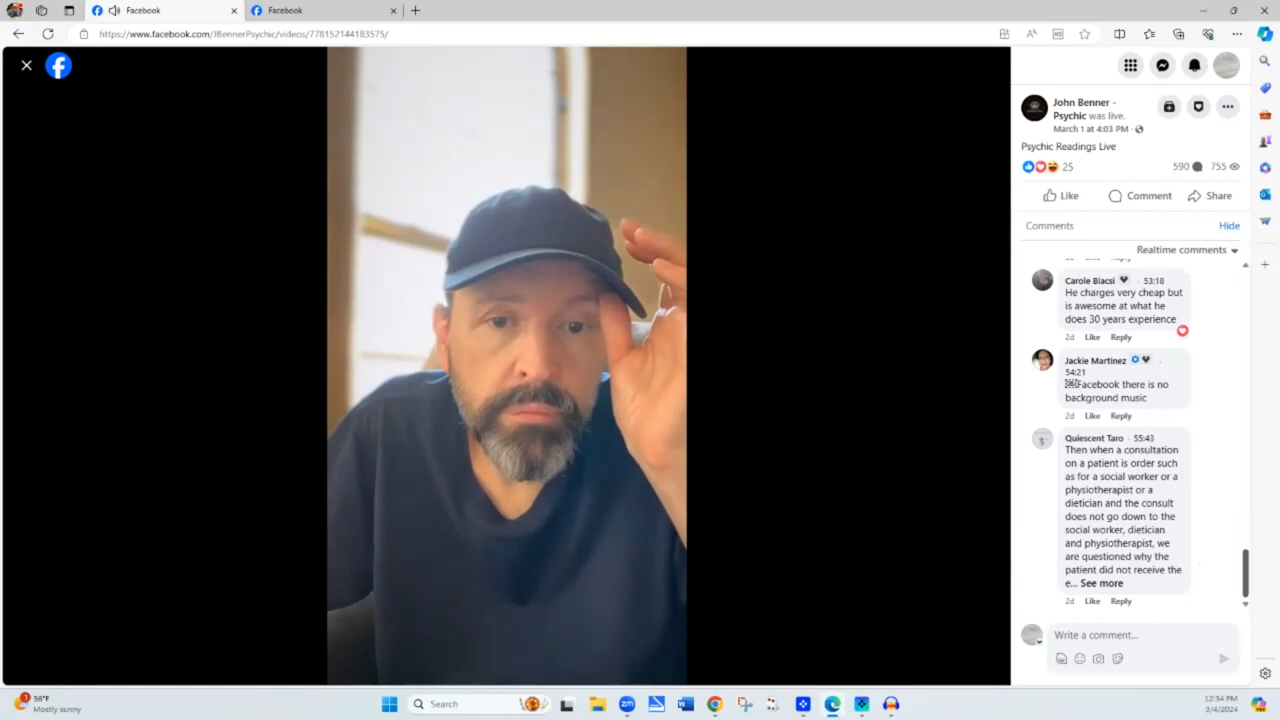 Facebook
Facebook
https://www.facebook.com/JBennerPsychic/videos/778152144183575/
John Benner -
Psychic was live.
March 1 at 4:03 PM ·
Psychic Readings Live
25
590
755
Like
Comment
Share
Comments
Hide
Realtime comments
Carole Biacsi
· 53:18
He charges very cheap but
is awesome at what he
does 30 years experience
2d Like Reply
Jackie Martinez
·
54:21
Facebook there is no
background music
2d Like Reply
Quiescent Taro · 55:43
Then when a consultation
on a patient is order such
as for a social worker or a
physiotherapist or a
dietician and the consult
does not go down to the
social worker, dietician
and physiotherapist, we
are questioned why the
patient did not receive the
e... See more
2d Like Reply
Write a comment...
1
56°F
Mostly sunny
Search
zm
12:34 PM
3/4/2024